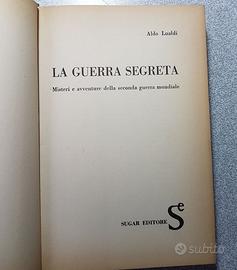 Aldo Lualdi
LA GUERRA SEGRETA
Misteri e avventure della seconda guerra mondiale
SUGAR EDITORE Se
subito